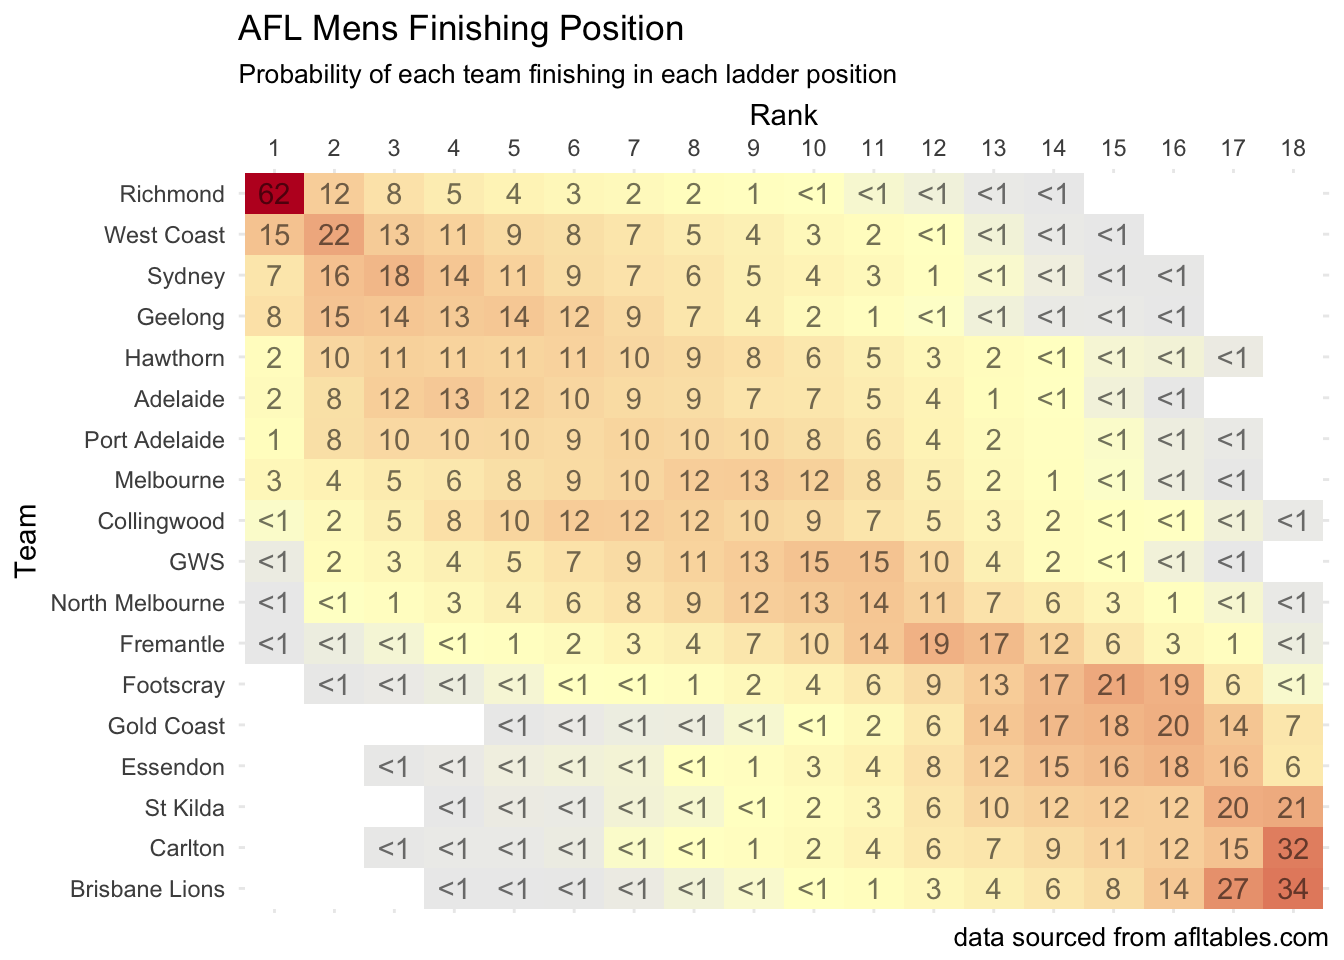 AFL Mens Finishing Position
Probability of each team finishing in each ladder position
Rank
1 2 3 4 5 6 7 8 9 10 11 12 13 14 15 16 17 18
Richmond 62 12 8 5 4 3 2 2 1 <1 <1 <1 <1 <1
West Coast 15 22 13 11 9 8 7 5 4 3 2 <1 <1 <1 <1
Sydney 7 16 18 14 11 9 7 6 5 4 3 1 <1 <1 <1 <1
Geelong 8 15 14 13 14 12 9 7 4 2 1 <1 <1 <1 <1 <1
Hawthorn 2 10 11 11 11 11 10 9 8 6 5 3 2 <1 <1 <1 <1
Adelaide 2 8 12 13 12 10 9 9 7 7 5 4 1 <1 <1 <1
Port Adelaide 1 8 10 10 10 9 10 10 10 8 6 4 2 <1 <1 <1
Melbourne 3 4 5 6 8 9 10 12 13 12 8 5 2 1 <1 <1 <1
Collingwood <1 2 5 8 10 12 12 12 10 9 7 5 3 2 <1 <1 <1 <1
GWS <1 2 3 4 5 7 9 11 13 15 15 10 4 2 <1 <1 <1
North Melbourne <1 <1 1 3 4 6 8 9 12 13 14 11 7 6 3 1 <1 <1
Fremantle <1 <1 <1 <1 1 2 3 4 7 10 14 19 17 12 6 3 1 <1
Footscray <1 <1 <1 <1 <1 <1 1 2 4 6 9 13 17 21 19 6 <1
Gold Coast <1 <1 <1 <1 <1 <1 2 6 14 17 18 20 14 7
Essendon <1 <1 <1 <1 <1 <1 1 3 4 8 12 15 16 18 16 6
St Kilda <1 <1 <1 <1 <1 <1 2 3 6 10 12 12 12 20 21
Carlton <1 <1 <1 <1 <1 <1 1 2 4 6 7 9 11 12 15 32
Brisbane Lions <1 <1 <1 <1 <1 <1 <1 1 3 4 6 8 14 27 34
Team
data sourced from afltables.com